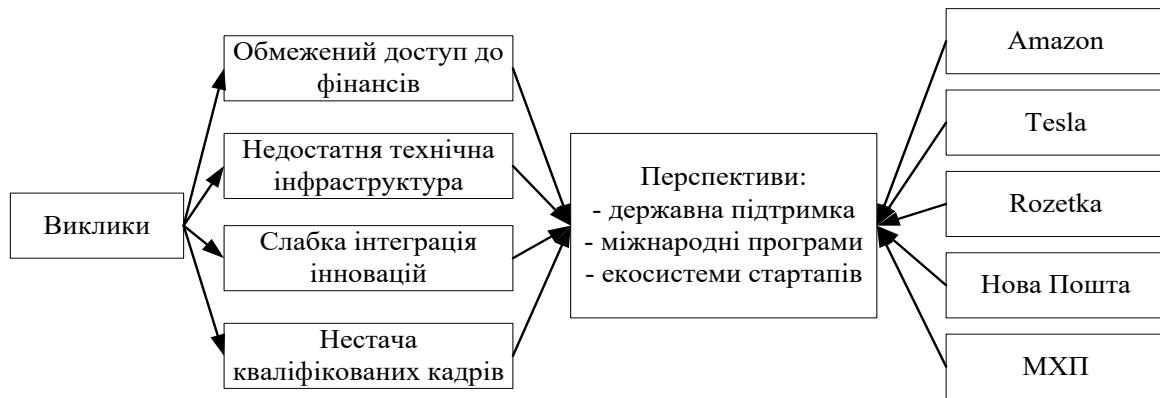 Виклики
Обмежений доступ до
фінансів
Недостатня технічна
інфраструктура
Слабка інтеграція
інновацій
Нестача
кваліфікованих кадрів
Перспективи:
- державна підтримка
- міжнародні програми
- екосистеми стартапів
Amazon
Tesla
Rozetka
Нова Пошта
МХП